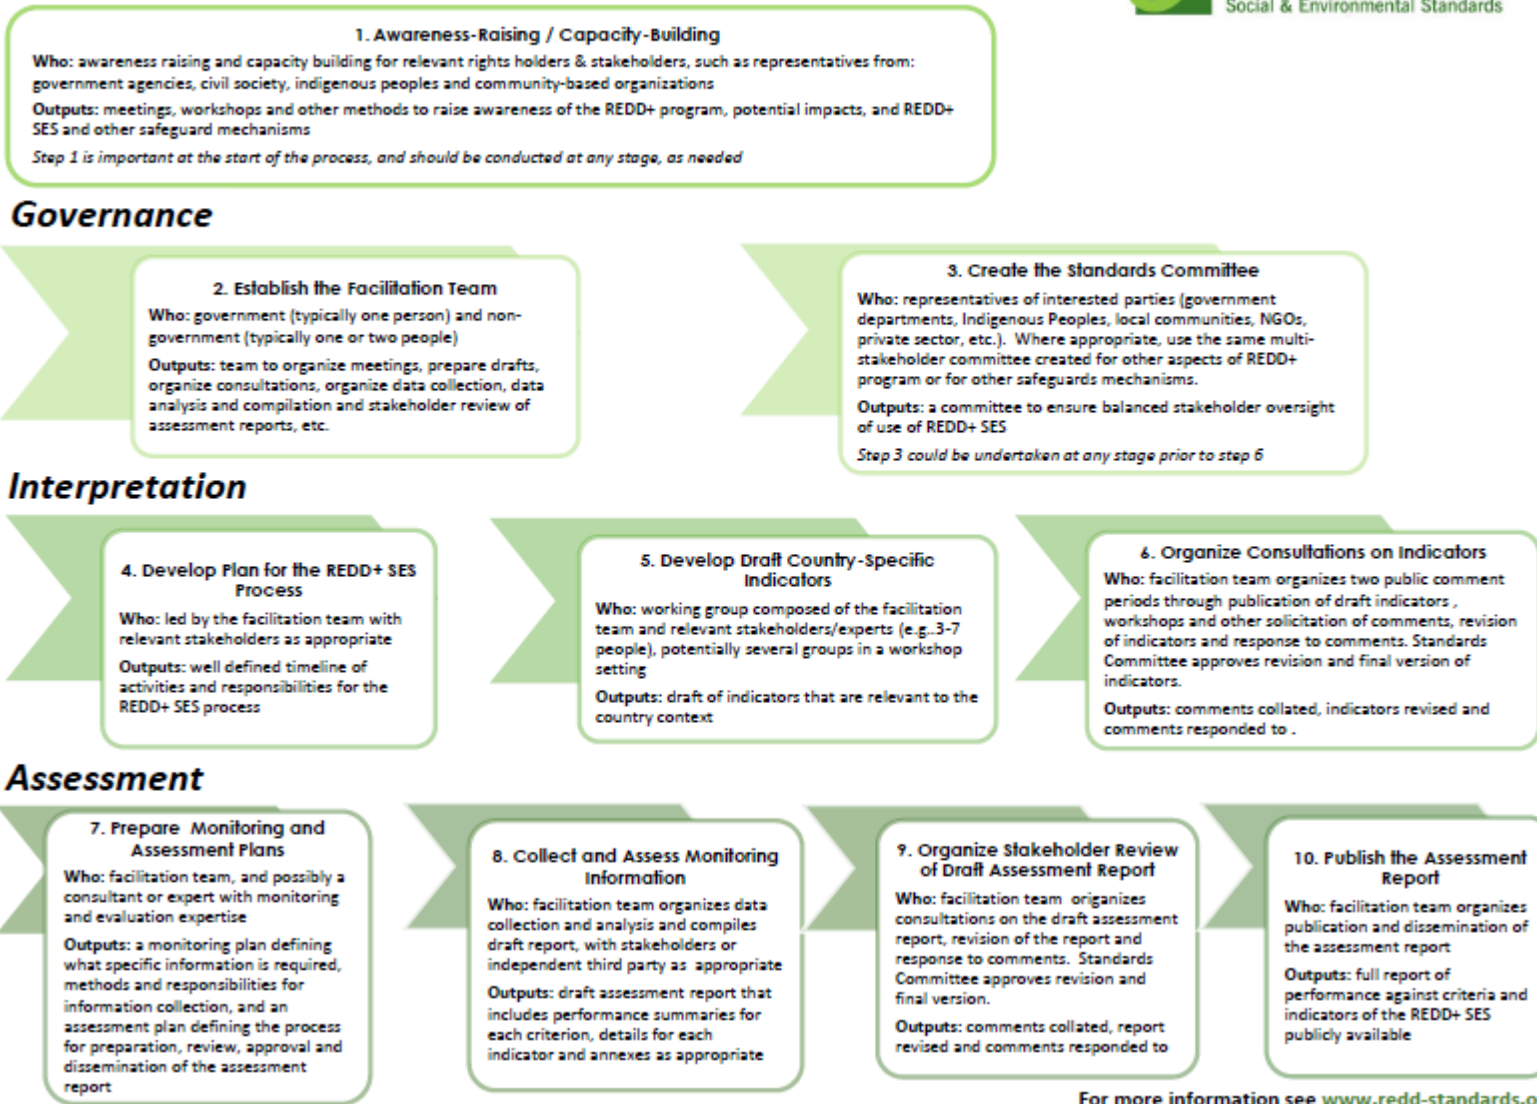 Social & Environmental Standards
1. Awareness-Raising / Capacity-Building
Who: awareness raising and capacity building for relevant rights holders & stakeholders, such as representatives from:
government agencies, civil society, indigenous peoples and community-based organizations
Outputs: meetings, workshops and other methods to raise awareness of the REDD+ program, potential impacts, and REDD+
SES and other safeguard mechanisms
Step 1 is important at the start of the process, and should be conducted at any stage, as needed
Governance
2. Establish the Facilitation Team
Who: government (typically one person) and non-
government (typically one or two people)
Outputs: team to organize meetings, prepare drafts,
organize consultations, organize data collection, data
analysis and compilation and stakeholder review of
assessment reports, etc.
3. Create the Standards Committee
Who: representatives of interested parties (government
departments, Indigenous Peoples, local communities, NGOs,
private sector, etc.).  Where appropriate, use the same multi-
stakeholder committee created for other aspects of REDD+
program or for other safeguards mechanisms.
Outputs: a committee to ensure balanced stakeholder oversight
of use of REDD+ SES
Step 3 could be undertaken at any stage prior to step 6
Interpretation
4. Develop Plan for the REDD+ SES
Process
Who: led by the facilitation team with
relevant stakeholders as appropriate
Outputs: well defined timeline of
activities and responsibilities for the
REDD+ SES process
5. Develop Draft Country-Specific
Indicators
Who: working group composed of the facilitation
team and relevant stakeholders/experts (e.g..3-7
people), potentially several groups in a workshop
setting
Outputs: draft of indicators that are relevant to the
country context
6. Organize Consultations on Indicators
Who: facilitation team organizes two public comment
periods through publication of draft indicators ,
workshops and other solicitation of comments, revision
of indicators and response to comments. Standards
Committee approves revision and final version of
indicators.
Outputs: comments collated, indicators revised and
comments responded to .
Assessment
7. Prepare  Monitoring and
Assessment Plans
Who: facilitation team, and possibly a
consultant or expert with monitoring
and evaluation expertise
Outputs: a monitoring plan defining
what specific information is required,
methods and responsibilities for
information collection, and an
assessment plan defining the process
for preparation, review, approval and
dissemination of the assessment
report
8. Collect and Assess Monitoring
Information
Who: facilitation team organizes data
collection and analysis and compiles
draft report, with stakeholders or
independent third party as  appropriate
Outputs: draft assessment report that
includes performance summaries for
each criterion, details for each
indicator and annexes as appropriate
9. Organize Stakeholder Review
of Draft Assessment Report
Who: facilitation team  origanizes
consultations on the draft assessment
report, revision of the report and
response to comments.  Standards
Committee approves revision and
final version.
Outputs: comments collated, report
revised and comments responded to
10. Publish the Assessment
Report
Who: facilitation team organizes
publication and dissemination of
the assessment report
Outputs: full report of
performance against criteria and
indicators of the REDD+ SES
publicly available
For more information see www.redd-standards.o